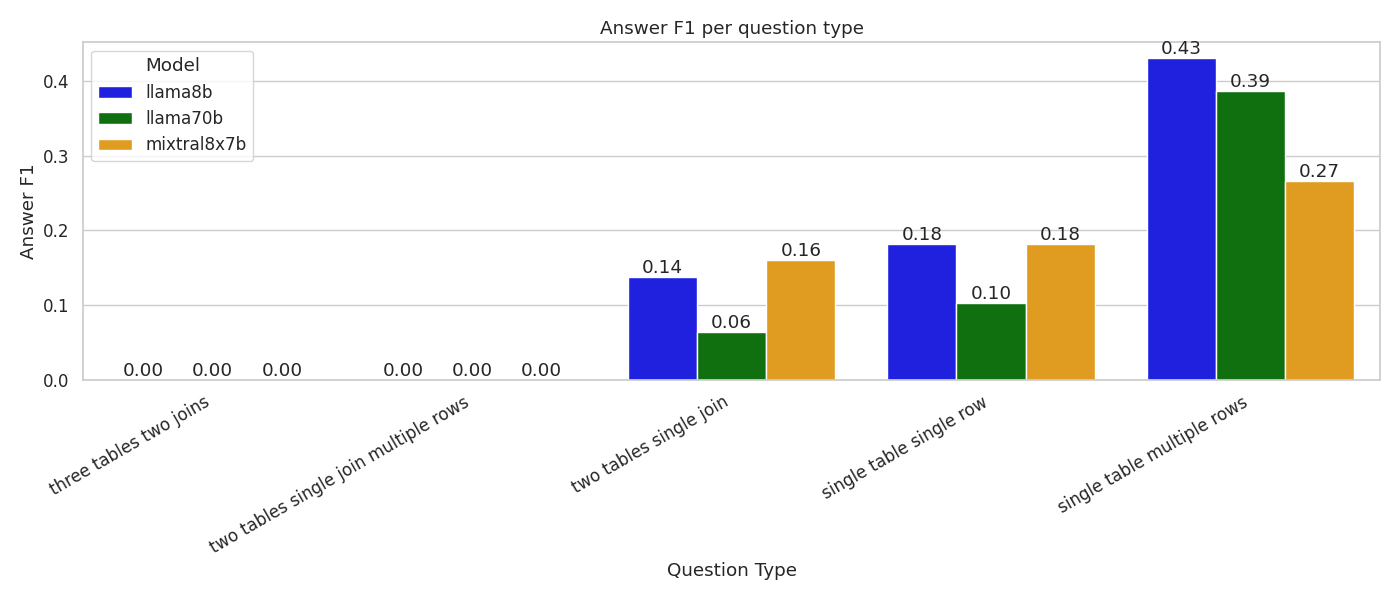 Answer F1 per question type
Model
llama8b
llama70b
mixtral8x7b
Answer F1
0.4
0.3
0.2
0.1
0.0
0.00 0.00 0.00
0.00 0.00 0.00
0.14 0.06 0.16
0.18 0.10 0.18
0.43 0.39 0.27
three tables two joins
two tables single join multiple rows
two tables single join
single table single row
single table multiple rows
Question Type